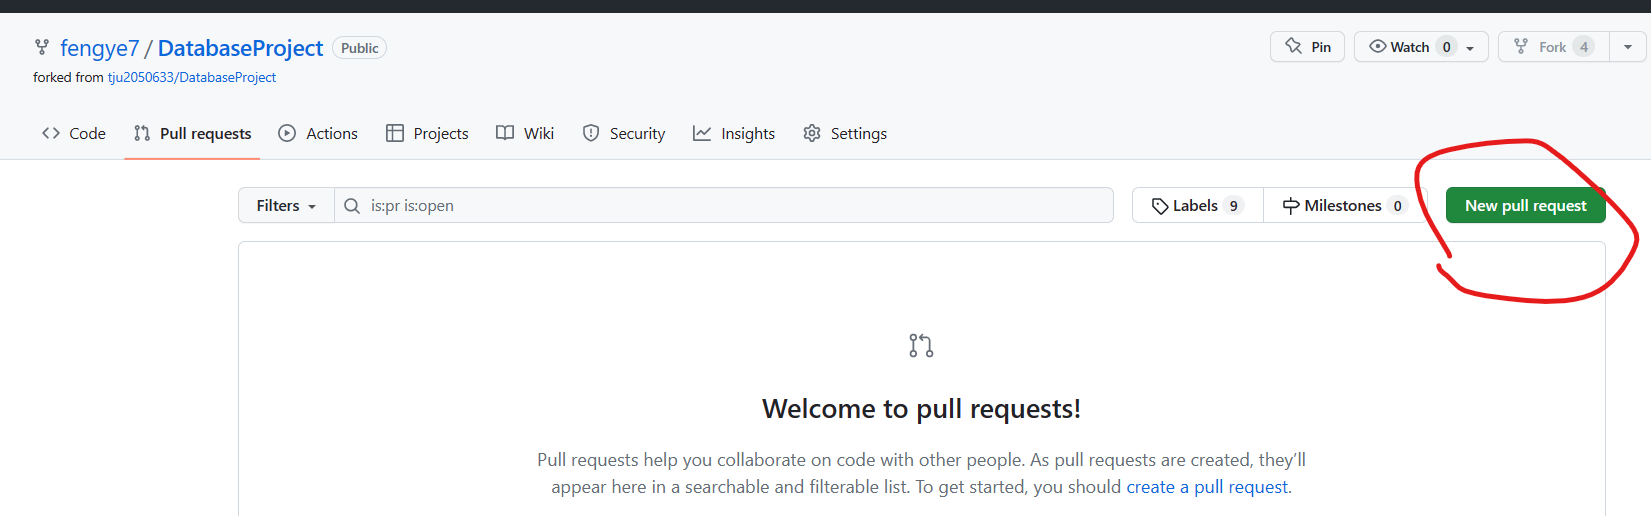 fengye7 / DatabaseProject Public Pin Watch 0 Fork 4
forked from tju2050633/DatabaseProject
Code Pull requests Actions Projects Wiki Security Insights Settings
Filters is:pr is:open Labels 9 Milestones 0 New pull request
Welcome to pull requests!
Pull requests help you collaborate on code with other people. As pull requests are created, they’ll
appear here in a searchable and filterable list. To get started, you should create a pull request.